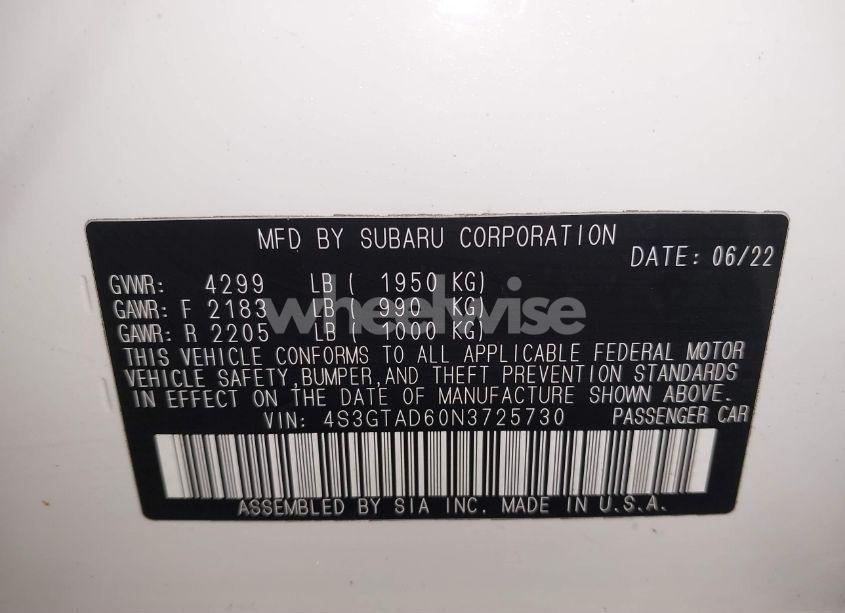 MFD BY SUBARU CORPORATION
DATE: 06/22
GVWR: 4299 LB ( 1950 KG)
GAWR: F 2183 LB ( 990 KG)
GAWR: R 2205 LB ( 1000 KG)
wheelwise
THIS VEHICLE CONFORMS TO ALL APPLICABLE FEDERAL MOTOR
VEHICLE SAFETY,BUMPER,AND THEFT PREVENTION STANDARDS
IN EFFECT ON THE DATE OF MANUFACTURE SHOWN ABOVE.
VIN: 4S3GTAD60N3725730 PASSENGER CAR
ASSEMBLED BY SIA INC. MADE IN U.S.A.